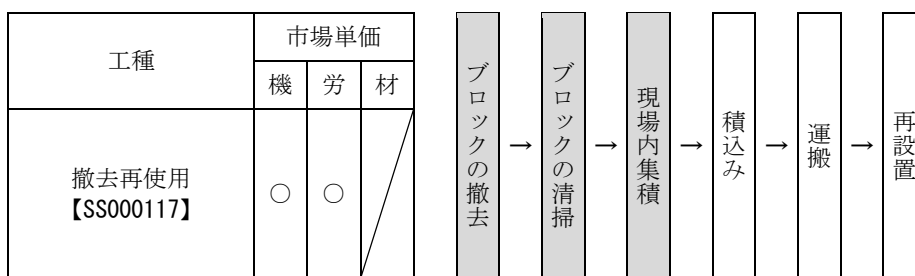 工種
市場単価
機 労 材
撤去再使用
【SS000117】
○ ○
ブロックの撤去 → ブロックの清掃 → 現場内集積 → 積込み → 運搬 → 再設置